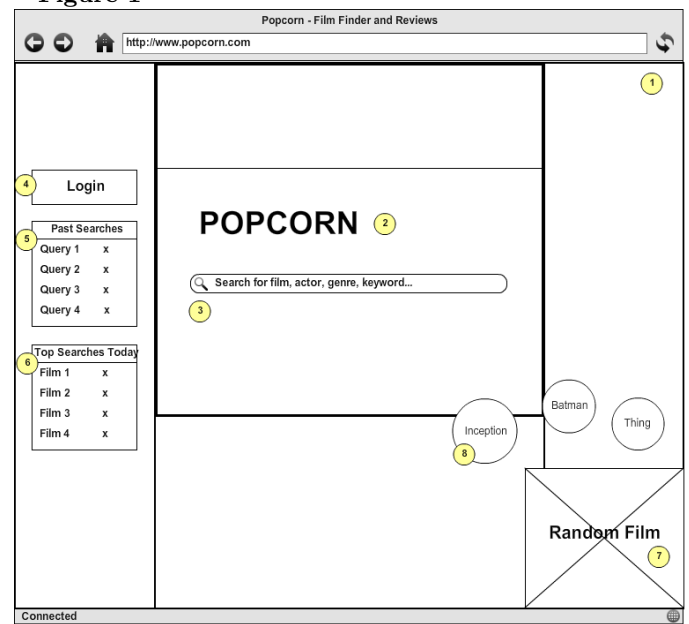 Popcorn - Film Finder and Reviews
http://www.popcorn.com
1
4
Login
POPCORN
2
5
Past Searches
Query 1 x
Query 2 x
Query 3 x
Query 4 x
Search for film, actor, genre, keyword...
3
6
Top Searches Today
Film 1 x
Film 2 x
Film 3 x
Film 4 x
Inception
8
Batman
Thing
Random Film
7
Connected